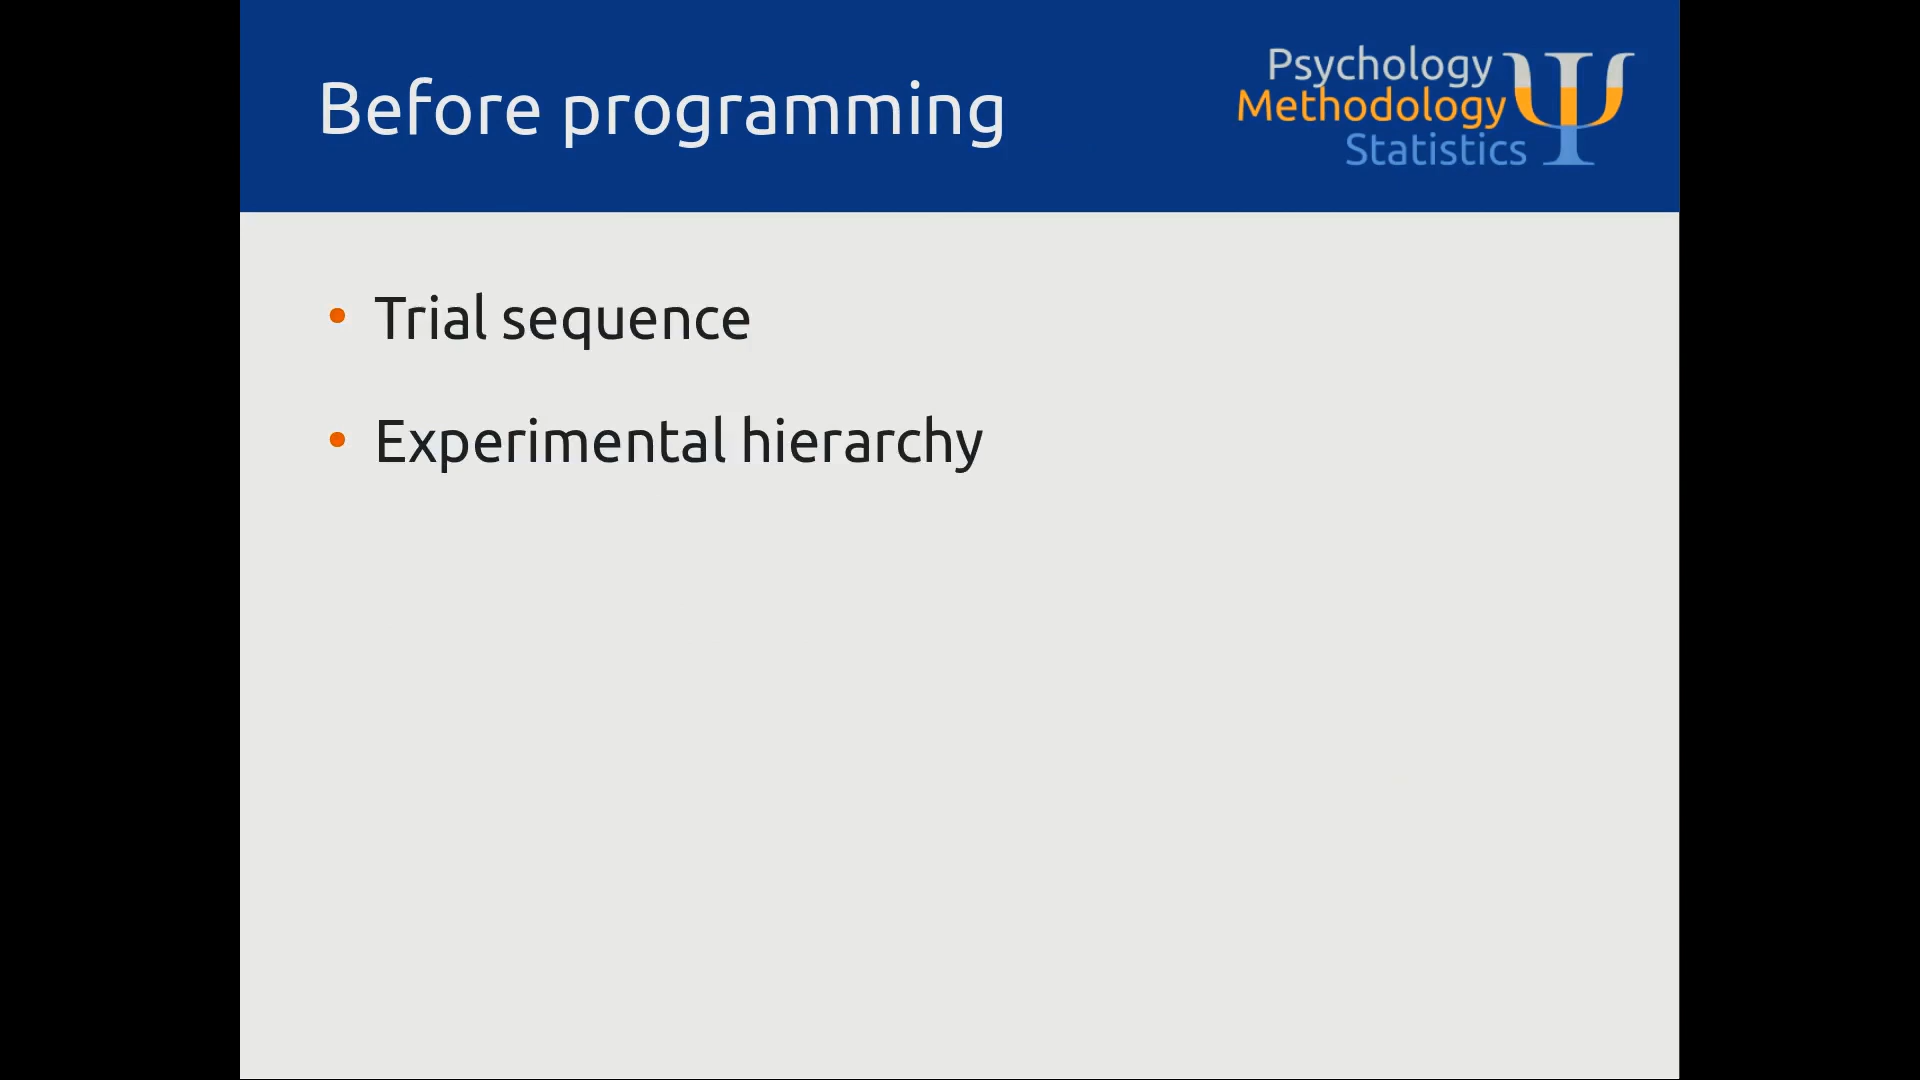 Before programming
Psychology
Methodology
Statistics
Ψ
• Trial sequence
• Experimental hierarchy